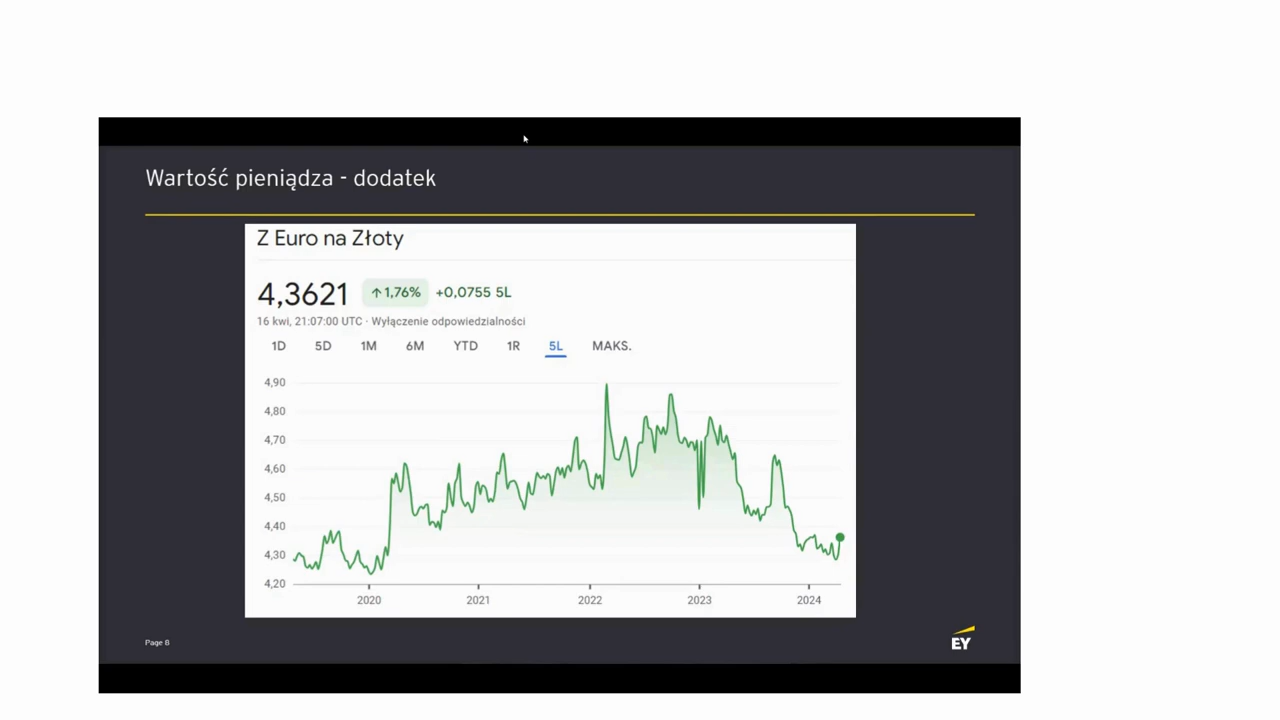 Wartość pieniądza - dodatek
Z Euro na Złoty
4,3621 ↑1,76% +0,0755 5L
16 kwi, 21:07:00 UTC · Wyłączenie odpowiedzialności
1D 5D 1M 6M YTD 1R 5L MAKS.
4,90
4,80
4,70
4,60
4,50
4,40
4,30
4,20
2020 2021 2022 2023 2024
Page 8
EY